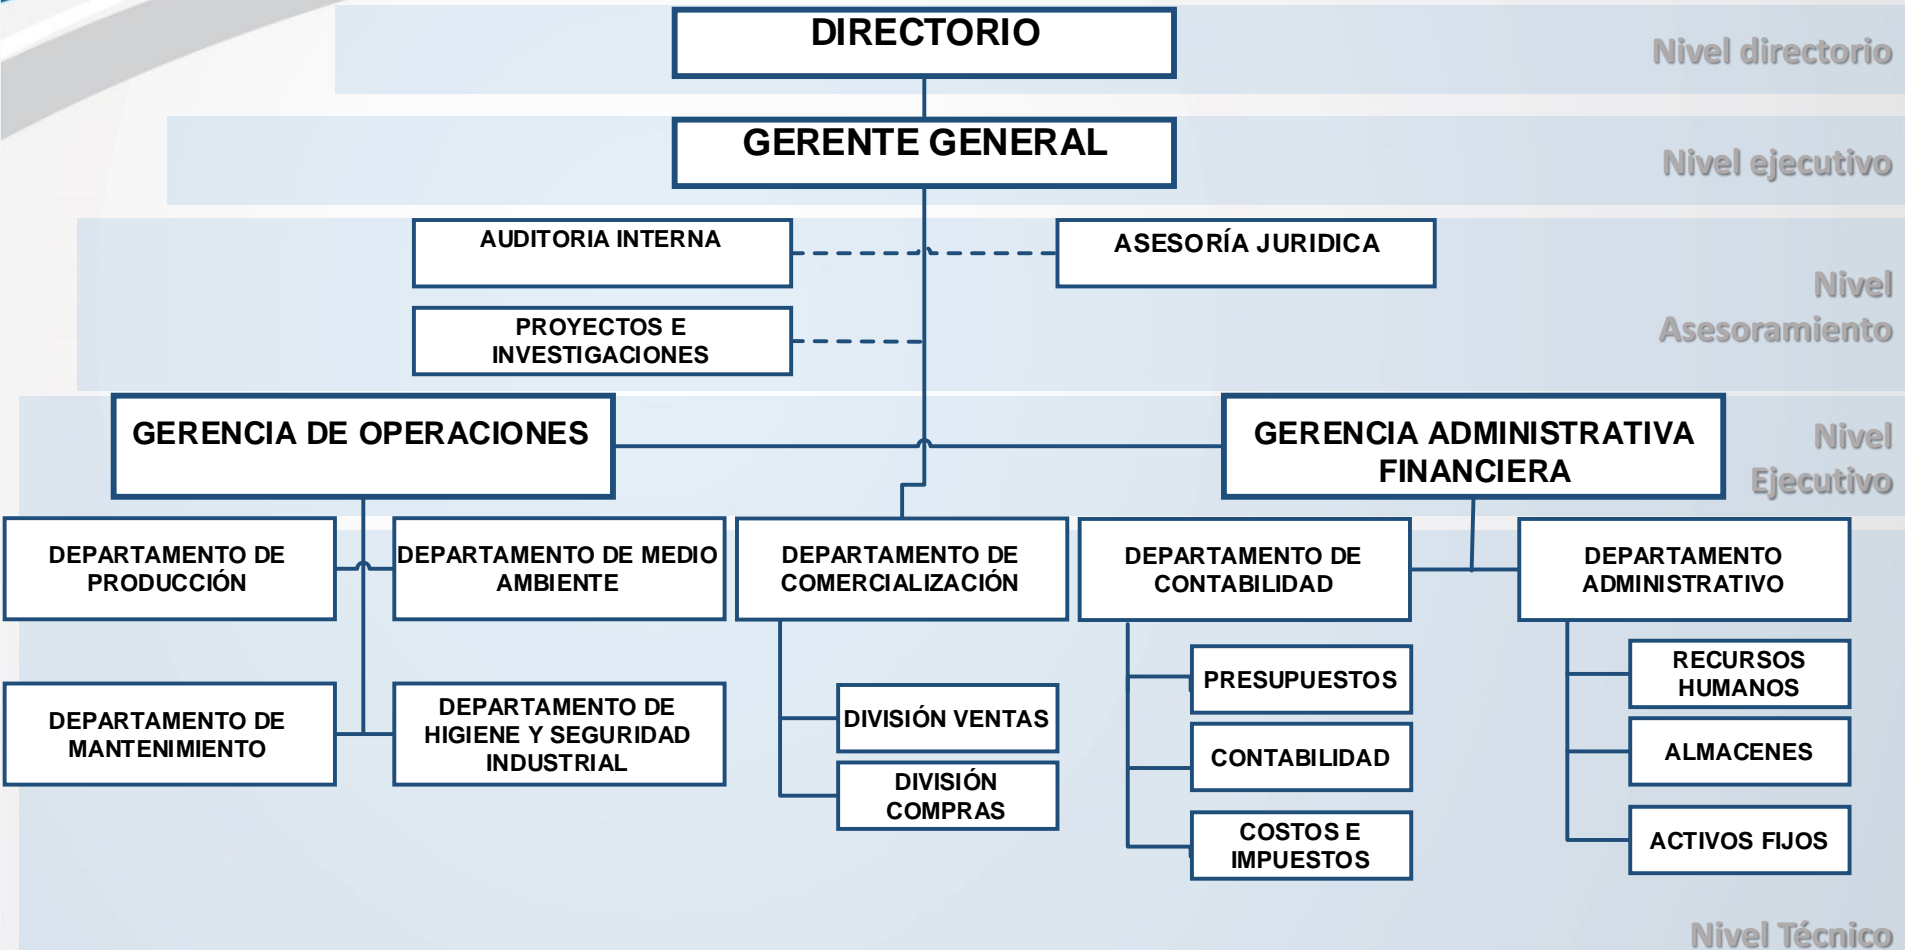 DIRECTORIO
Nivel directorio
GERENTE GENERAL
Nivel ejecutivo
AUDITORIA INTERNA
ASESORÍA JURIDICA
PROYECTOS E
INVESTIGACIONES
Nivel
Asesoramiento
GERENCIA DE OPERACIONES
GERENCIA ADMINISTRATIVA
FINANCIERA
Nivel
Ejecutivo
DEPARTAMENTO DE
PRODUCCIÓN
DEPARTAMENTO DE MEDIO
AMBIENTE
DEPARTAMENTO DE
COMERCIALIZACIÓN
DEPARTAMENTO DE
CONTABILIDAD
DEPARTAMENTO
ADMINISTRATIVO
DEPARTAMENTO DE
MANTENIMIENTO
DEPARTAMENTO DE
HIGIENE Y SEGURIDAD
INDUSTRIAL
DIVISIÓN VENTAS
DIVISIÓN
COMPRAS
PRESUPUESTOS
CONTABILIDAD
COSTOS E
IMPUESTOS
RECURSOS
HUMANOS
ALMACENES
ACTIVOS FIJOS
Nivel Técnico